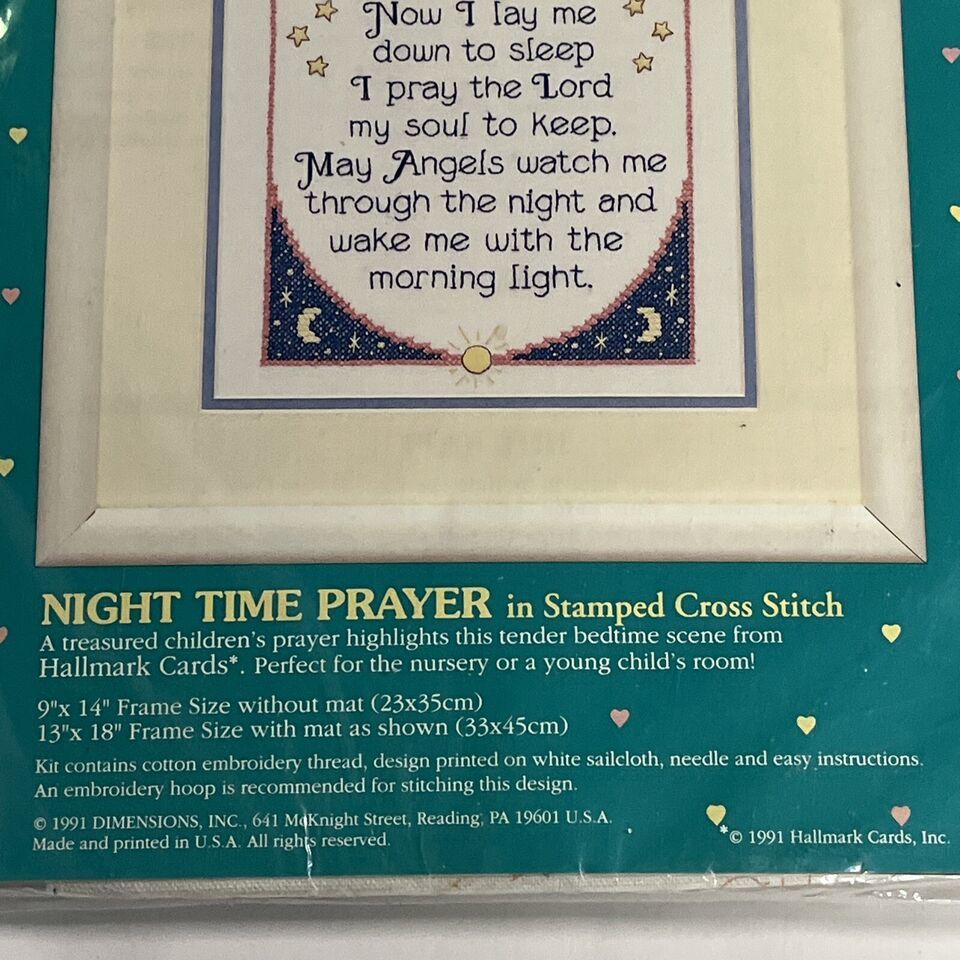 Now I lay me
down to sleep
I pray the Lord
my soul to keep.
May Angels watch me
through the night and
wake me with the
morning light.
NIGHT TIME PRAYER in Stamped Cross Stitch
A treasured children's prayer highlights this tender bedtime scene from
Hallmark Cards*. Perfect for the nursery or a young child's room!
9"x 14" Frame Size without mat (23x35cm)
13"x 18" Frame Size with mat as shown (33x45cm)
Kit contains cotton embroidery thread, design printed on white sailcloth, needle and easy instructions.
An embroidery hoop is recommended for stitching this design.
© 1991 DIMENSIONS, INC., 641 McKnight Street, Reading, PA 19601 U.S.A.
Made and printed in U.S.A. All rights reserved.
*© 1991 Hallmark Cards, Inc.